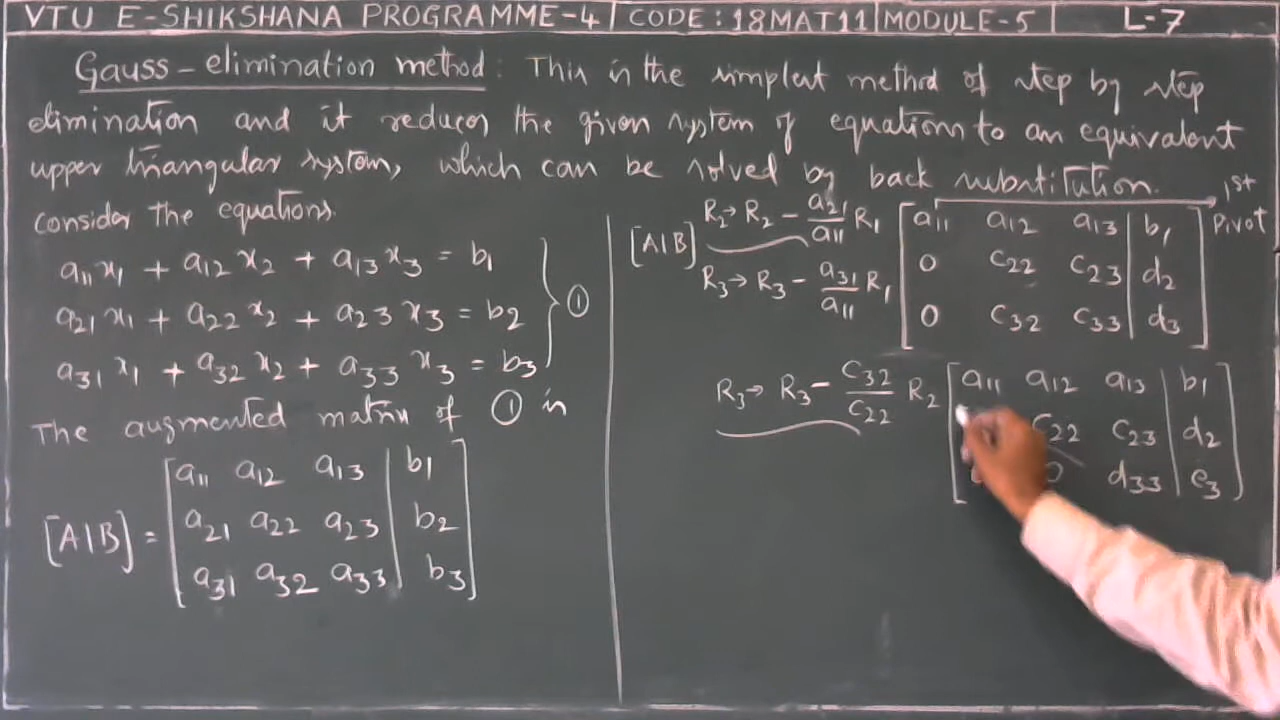 VTU E-SHIKSHANA PROGRAMME-4 | CODE: 18MAT11 | MODULE-5 | L-7
Gauss-elimination method: This is the simplest method of step by step
elimination and it reduces the given system of equations to an equivalent
upper triangular system, which can be solved by back substitution.
Consider the equations.
a11 x1 + a12 x2 + a13 x3 = b1
a21 x1 + a22 x2 + a23 x3 = b2 } ①
a31 x1 + a32 x2 + a33 x3 = b3
The augmented matrix of ① is
[A|B] = [a11 a12 a13 | b1
a21 a22 a23 | b2
a31 a32 a33 | b3]
1st Pivot
[A|B] R2→R2 - a21/a11 R1
R3→R3 - a31/a11 R1
[a11 a12 a13 | b1
0 c22 c23 | d2
0 c32 c33 | d3]
R3→R3 - c32/c22 R2
[a11 a12 a13 | b1
c22 c23 | d2
0 d33 | e3]